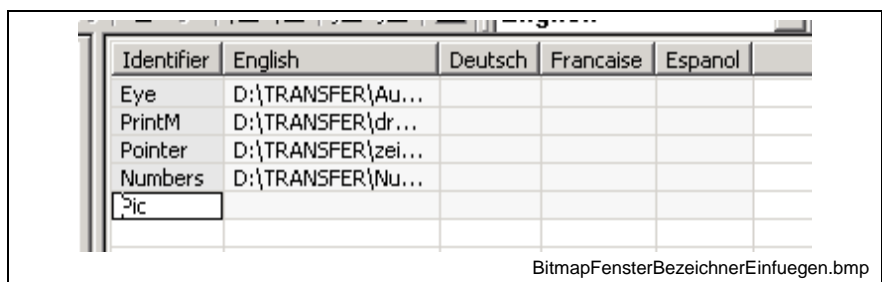 English
Identifier English Deutsch Francaise Espanol
Eye D:\TRANSFER\Au...
PrintM D:\TRANSFER\dr...
Pointer D:\TRANSFER\zei...
Numbers D:\TRANSFER\Nu...
Pic
BitmapFensterBezeichnerEinfuegen.bmp